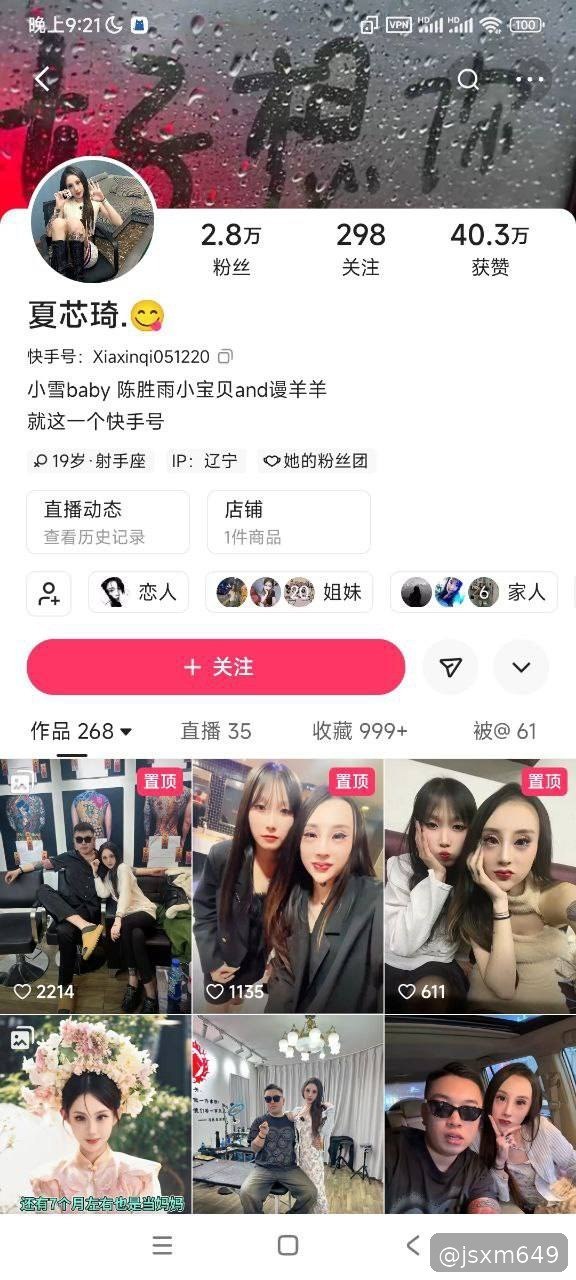 晚上9:21
VPN
HD
HD
100
好想你
2.8万
298
40.3万
粉丝
关注
获赞
夏芯琦.
快手号：Xiaxinqi051220
小雪baby 陈胜雨小宝贝and谩羊羊
就这一个快手号
19岁·射手座
IP：辽宁
她的粉丝团
直播动态
店铺
查看历史记录
1件商品
恋人
20
姐妹
6
家人
+ 关注
作品 268
直播 35
收藏 999+
被@ 61
置顶
置顶
置顶
2214
1135
611
还有7个月左右也是当妈妈
@jsxm649